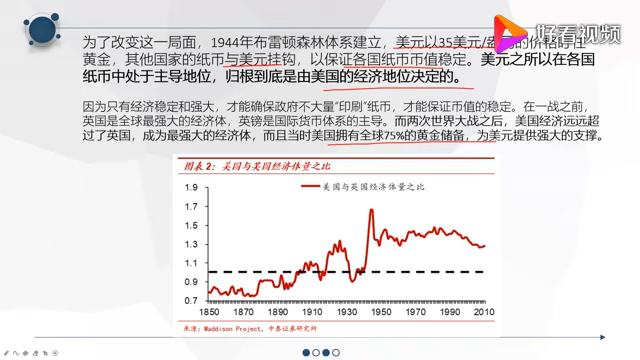 为了改变这一局面，1944年布雷顿森林体系建立，美元以35美元/盎司的价格盯住
好看视频
黄金，其他国家的纸币与美元挂钩，以保证各国纸币币值稳定。美元之所以在各国
纸币中处于主导地位，归根到底是由美国的经济地位决定的。
因为只有经济稳定和强大，才能确保政府不大量“印刷”纸币，才能保证币值的稳定。在一战之前，
英国是全球最强大的经济体，英镑是国际货币体系的主导。而两次世界大战之后，美国经济远远超
过了英国，成为最强大的经济体，而且当时美国拥有全球75%的黄金储备，为美元提供强大的支撑。
图表2：美国与英国经济体量之比
美国与英国经济体量之比
1.9
1.7
1.5
1.3
1.1
0.9
0.7
1850 1870 1890 1910 1930 1950 1970 1990 2010
来源：Maddison Project，中泰证券研究所